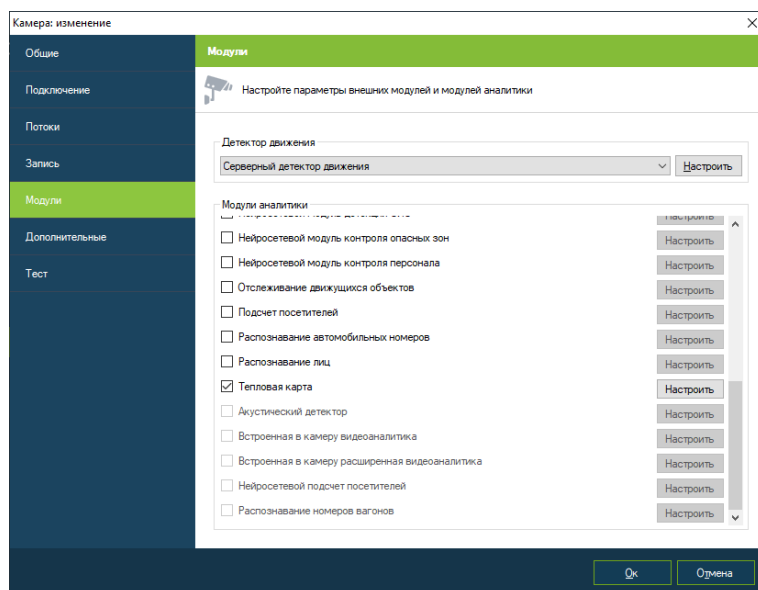 Камера: изменение
Общие
Подключение
Потоки
Запись
Модули
Дополнительные
Тест
Модули
Настройте параметры внешних модулей и модулей аналитики
Детектор движения
Серверный детектор движения
Настроить
Модули аналитики
Настроить
Нейросетевой модуль контроля опасных зон
Настроить
Нейросетевой модуль контроля персонала
Настроить
Отслеживание движущихся объектов
Настроить
Подсчет посетителей
Настроить
Распознавание автомобильных номеров
Настроить
Распознавание лиц
Настроить
Тепловая карта
Настроить
Акустический детектор
Настроить
Встроенная в камеру видеоаналитика
Настроить
Встроенная в камеру расширенная видеоаналитика
Настроить
Нейросетевой подсчет посетителей
Настроить
Распознавание номеров вагонов
Настроить
Ок
Отмена